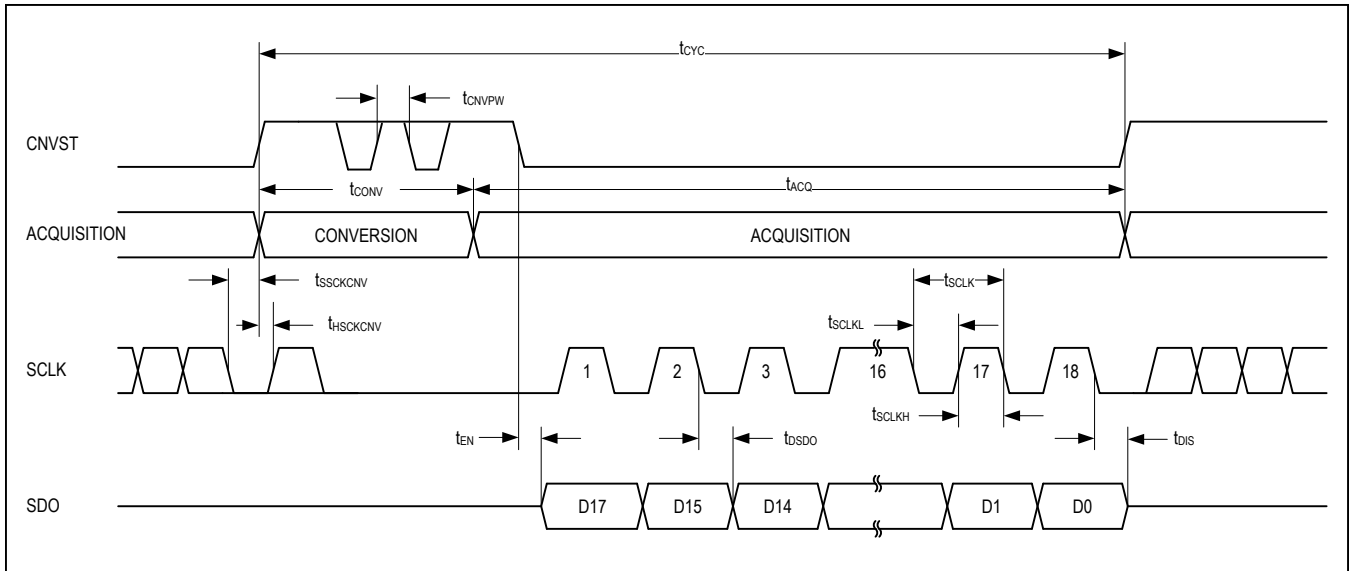 tCYC
tCNVPW
CNVST
tCONV
tACQ
ACQUISITION
CONVERSION
ACQUISITION
tSSCKCNV
tSCLK
tHSCKCNV
tSCLKL
SCLK
1 2 3 16 17 18
tSCLKH
tEN
tDSDO
tDIS
SDO
D17 D15 D14 D1 D0